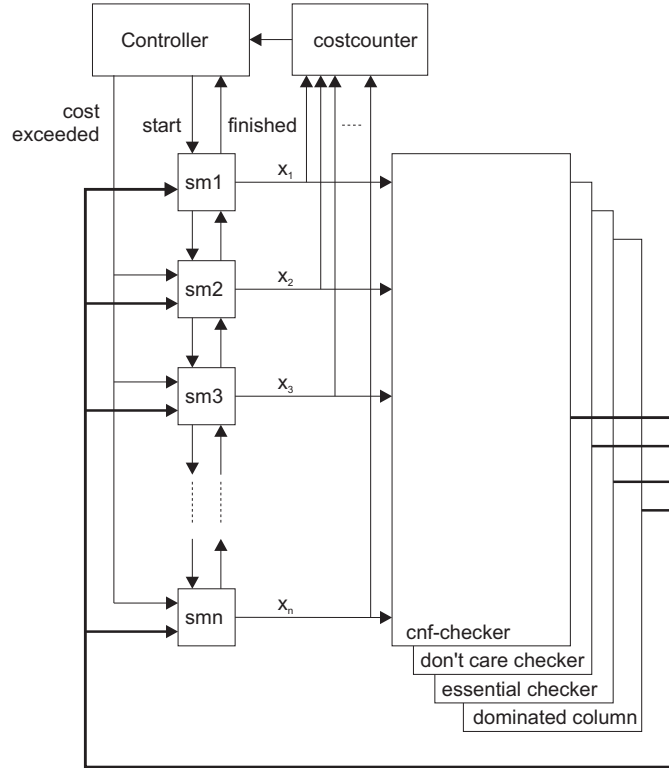 Controller
costcounter
cost
exceeded
start
finished
sm1
x₁
sm2
x₂
sm3
x₃
smn
xₙ
cnf-checker
don't care checker
essential checker
dominated column